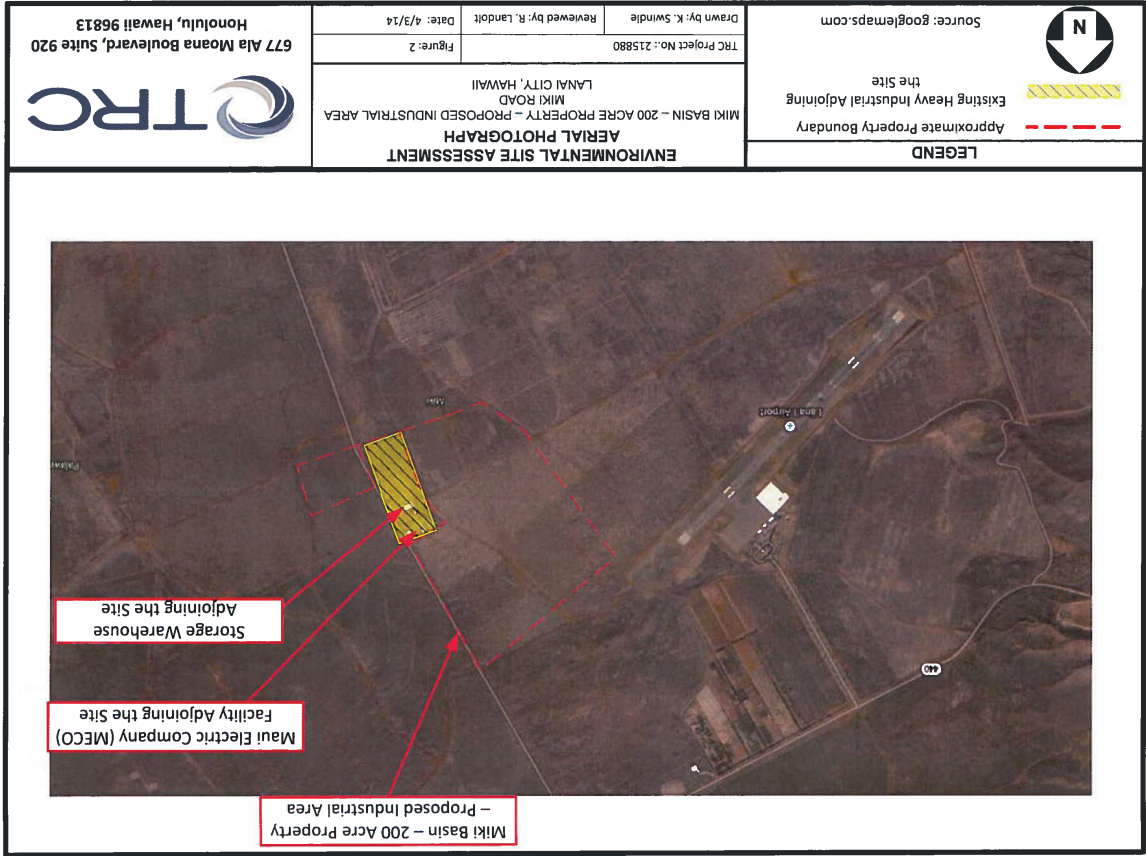 Miki Basin – 200 Acre Property
– Proposed Industrial Area
Maui Electric Company (MECO)
Facility Adjoining the Site
Storage Warehouse
Adjoining the Site
440
Lana'i Airport
Miki
Palawai
LEGEND
Approximate Property Boundary
Existing Heavy Industrial Adjoining
the Site
Source: googlemaps.com
N
ENVIRONMENTAL SITE ASSESSMENT
AERIAL PHOTOGRAPH
MIKI BASIN – 200 ACRE PROPERTY – PROPOSED INDUSTRIAL AREA
MIKI ROAD
LANAI CITY, HAWAII
TRC Project No.: 215880
Figure: 2
Drawn by: K. Swindle
Reviewed by: R. Landolt
Date: 4/3/14
TRC
677 Ala Moana Boulevard, Suite 920
Honolulu, Hawaii 96813